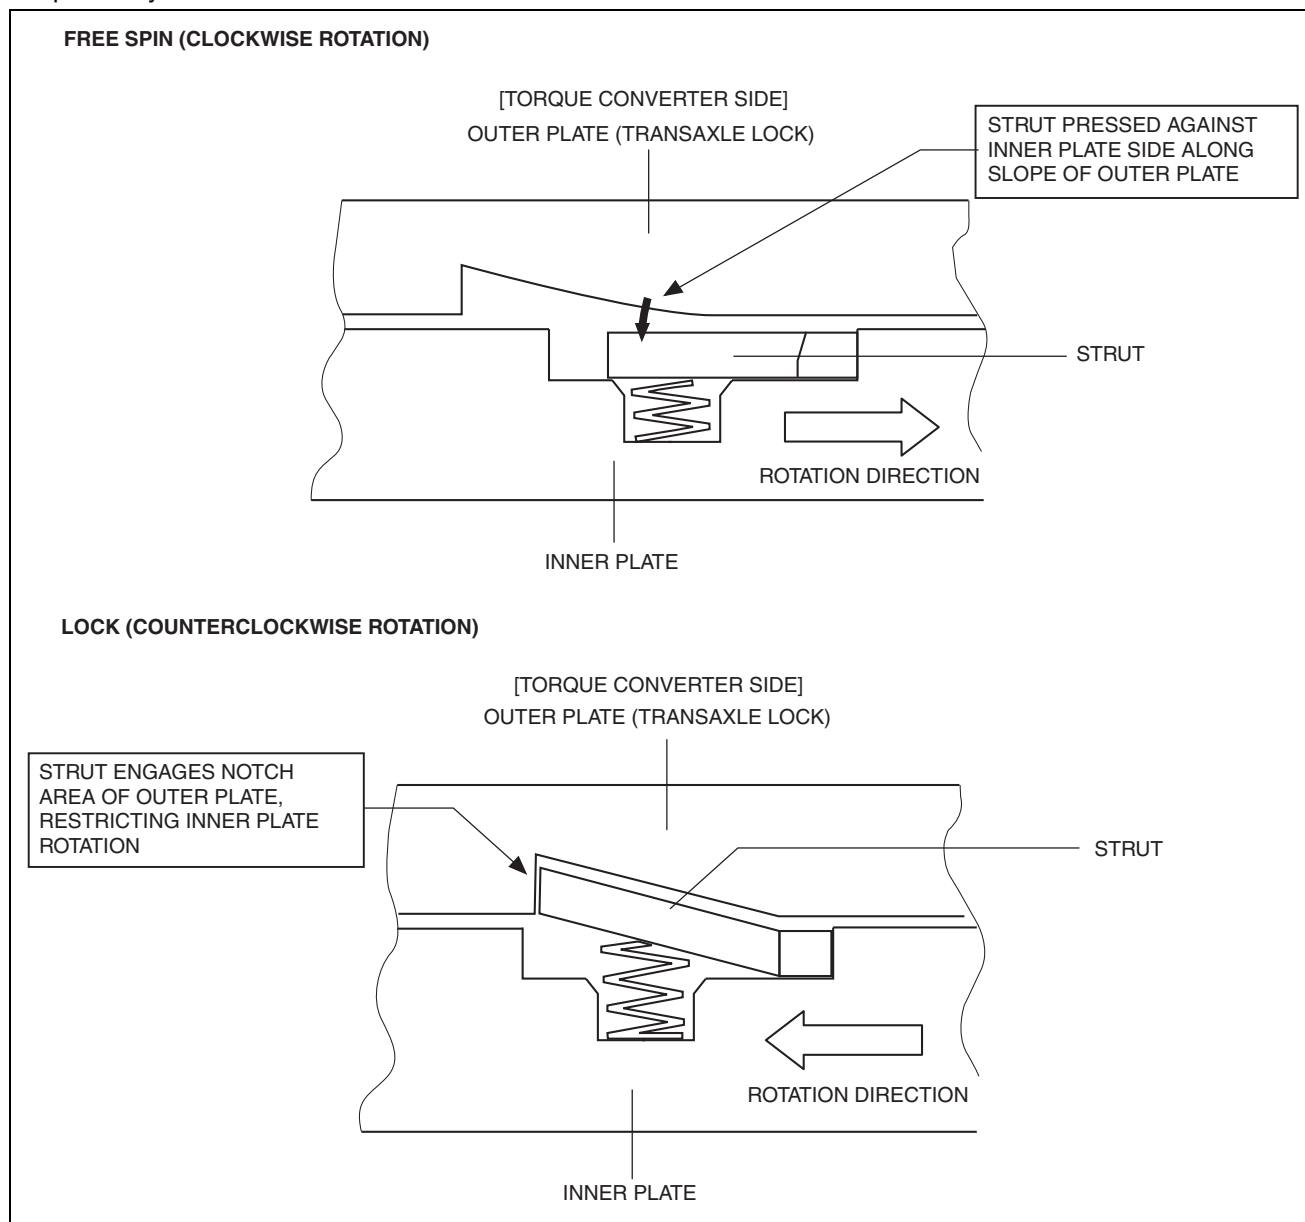 FREE SPIN (CLOCKWISE ROTATION)
[TORQUE CONVERTER SIDE]
OUTER PLATE (TRANSAXLE LOCK)
STRUT PRESSED AGAINST
INNER PLATE SIDE ALONG
SLOPE OF OUTER PLATE
STRUT
ROTATION DIRECTION
INNER PLATE
LOCK (COUNTERCLOCKWISE ROTATION)
[TORQUE CONVERTER SIDE]
OUTER PLATE (TRANSAXLE LOCK)
STRUT ENGAGES NOTCH
AREA OF OUTER PLATE,
RESTRICTING INNER PLATE
ROTATION
STRUT
ROTATION DIRECTION
INNER PLATE